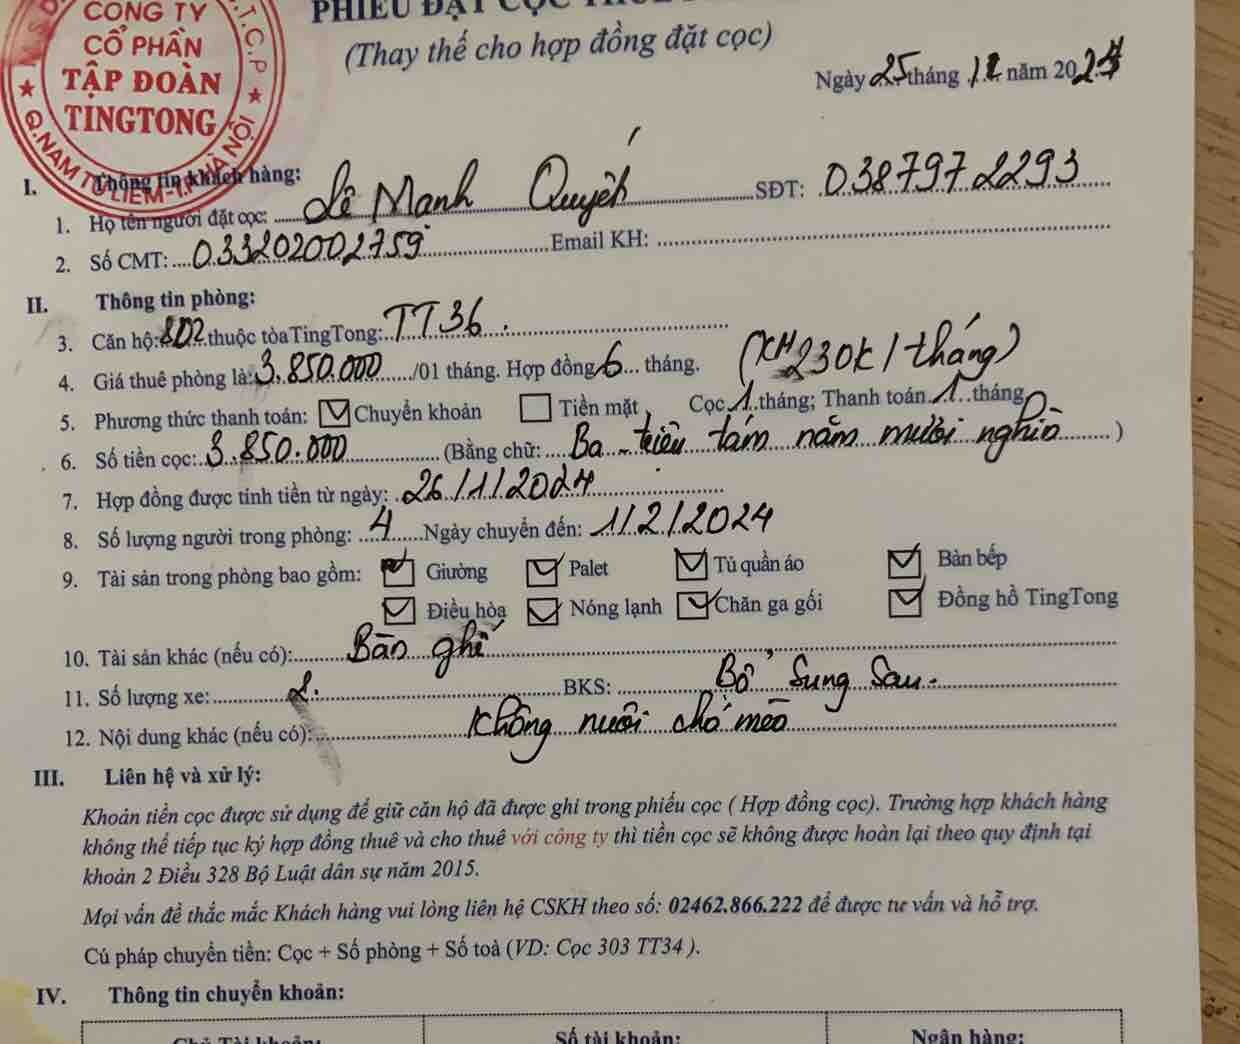 CÔNG TY
CỔ PHẦN
TẬP ĐOÀN
TINGTONG
Q.NAM TỪ LIÊM-T.P HÀ NỘI
PHIẾU ĐẶT CỌC
(Thay thế cho hợp đồng đặt cọc)
Ngày 25 tháng 11 năm 2024
I. Thông tin khách hàng:
1. Họ tên người đặt cọc: Lê Mạnh Quyết SĐT: 0387972293
2. Số CMT: 033202002759 Email KH:
II. Thông tin phòng:
3. Căn hộ: 802 thuộc tòa TingTong: TT36.
4. Giá thuê phòng là: 3.850.000 /01 tháng. Hợp đồng 6 tháng. (KM 230k / tháng)
5. Phương thức thanh toán: Chuyển khoản Tiền mặt, Cọc 1 tháng; Thanh toán 1 tháng
6. Số tiền cọc: 3.850.000 (Bằng chữ: Ba triệu tám năm mươi nghìn)
7. Hợp đồng được tính tiền từ ngày: 26/11/2024
8. Số lượng người trong phòng: 4 Ngày chuyển đến: 1/12/2024
9. Tài sản trong phòng bao gồm: Giường Palet Tủ quần áo Bàn bếp
Điều hòa Nóng lạnh Chăn ga gối Đồng hồ TingTong
10. Tài sản khác (nếu có): Bàn ghế
11. Số lượng xe: 2. BKS: Bổ sung sau.
12. Nội dung khác (nếu có): Không nuôi chó mèo
III. Liên hệ và xử lý:
Khoản tiền cọc được sử dụng để giữ căn hộ đã được ghi trong phiếu cọc ( Hợp đồng cọc). Trường hợp khách hàng
không thể tiếp tục ký hợp đồng thuê và cho thuê với công ty thì tiền cọc sẽ không được hoàn lại theo quy định tại
khoản 2 Điều 328 Bộ Luật dân sự năm 2015.
Mọi vấn đề thắc mắc Khách hàng vui lòng liên hệ CSKH theo số: 02462.866.222 để được tư vấn và hỗ trợ.
Cú pháp chuyển tiền: Cọc + Số phòng + Số toà (VD: Cọc 303 TT34 ).
IV. Thông tin chuyển khoản:
Chủ Tài khoản: Số tài khoản: Ngân hàng: